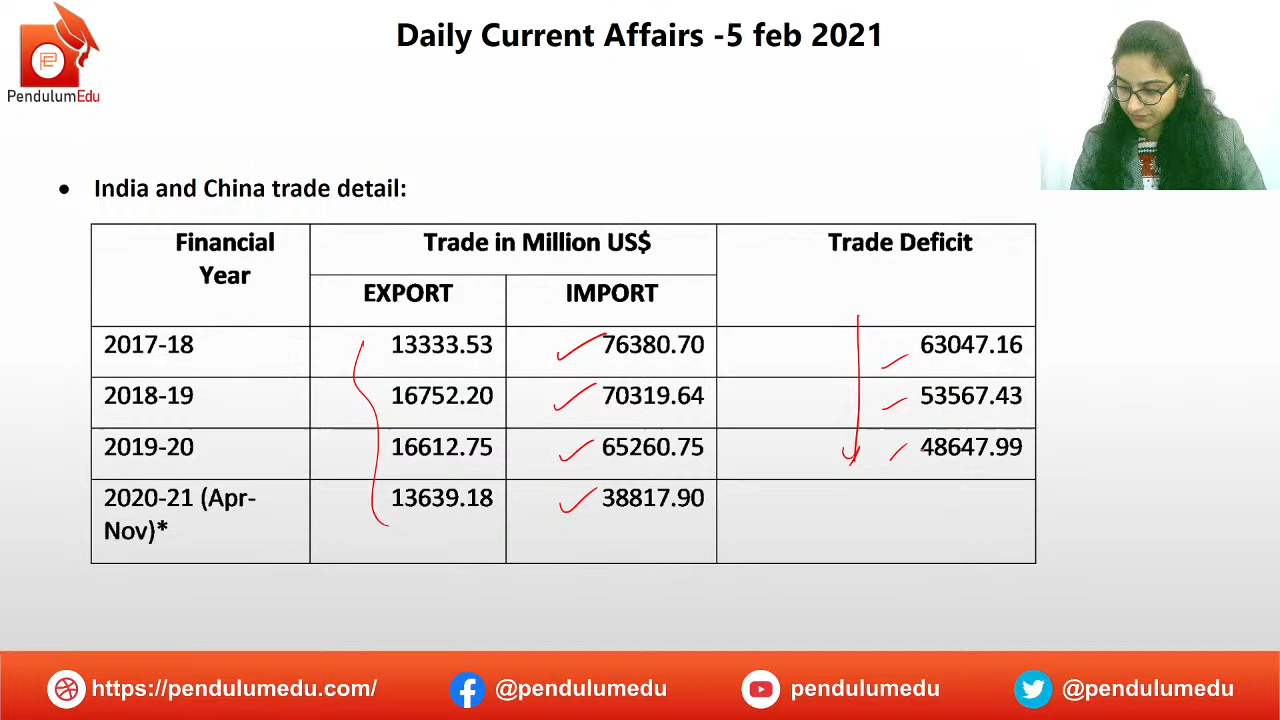 Daily Current Affairs -5 feb 2021
PendulumEdu
• India and China trade detail:
Financial Year
Trade in Million US$
Trade Deficit
EXPORT
IMPORT
2017-18 13333.53 76380.70 63047.16
2018-19 16752.20 70319.64 53567.43
2019-20 16612.75 65260.75 48647.99
2020-21 (Apr- 13639.18 38817.90
Nov)*
https://pendulumedu.com/ @pendulumedu pendulumedu @pendulumedu